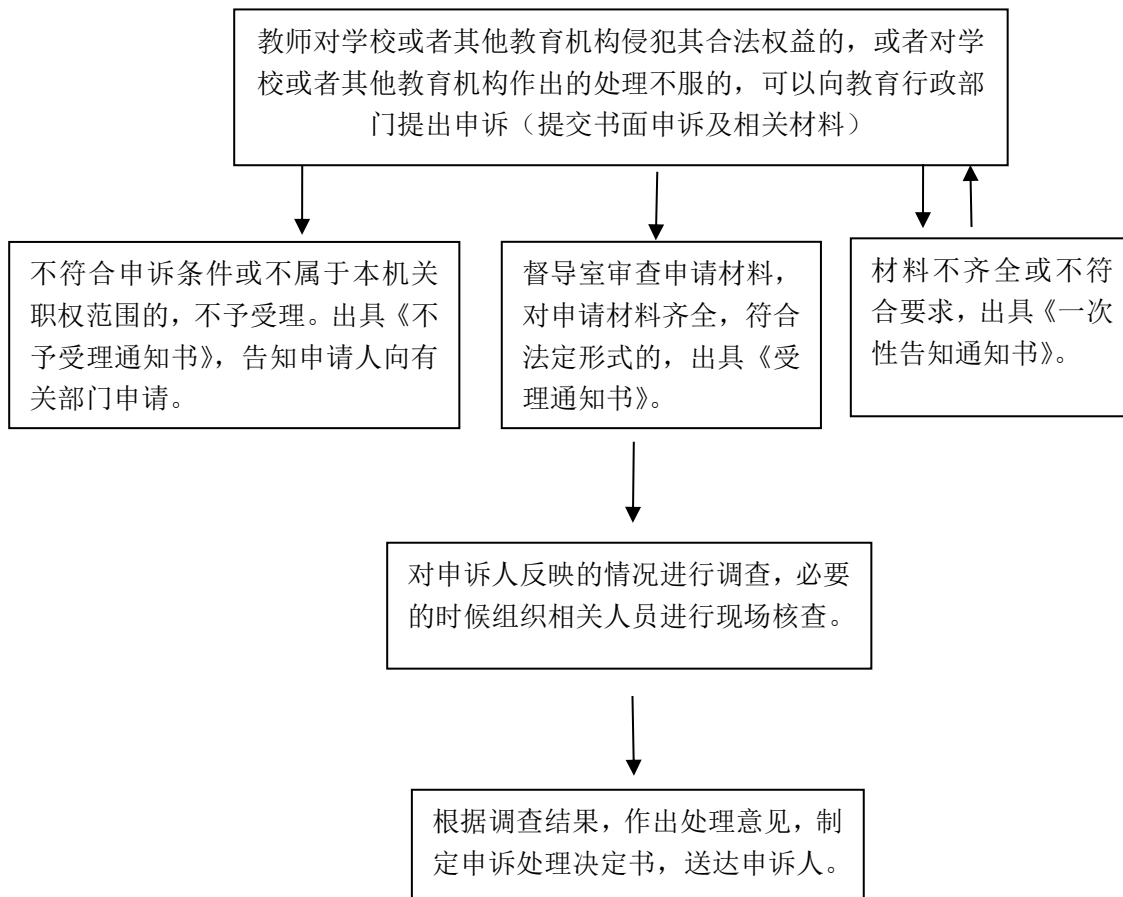 教师对学校或者其他教育机构侵犯其合法权益的，或者对学
校或者其他教育机构作出的处理不服的，可以向教育行政部
门提出申诉（提交书面申诉及相关材料）
不符合申诉条件或不属于本机关
职权范围的，不予受理。出具《不
予受理通知书》，告知申请人向有
关部门申请。
督导室审查申请材料，
对申请材料齐全，符合
法定形式的，出具《受
理通知书》。
材料不齐全或不符
合要求，出具《一次
性告知通知书》。
对申诉人反映的情况进行调查，必要
的时候组织相关人员进行现场核查。
根据调查结果，作出处理意见，制
定申诉处理决定书，送达申诉人。